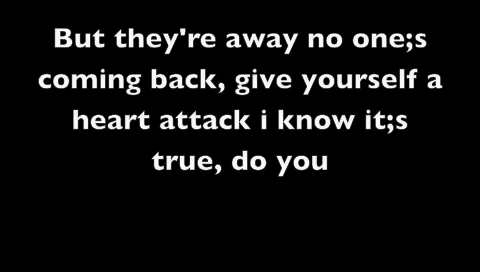 But they're away no one;s
coming back, give yourself a
heart attack i know it;s
true, do you